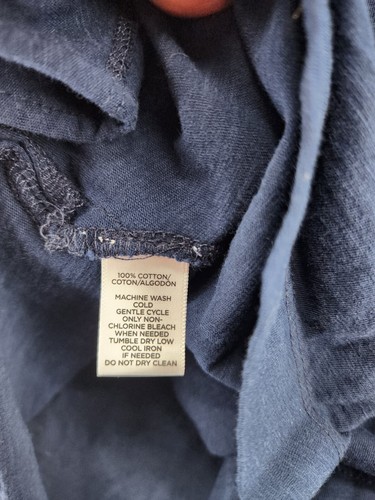 100% COTTON/
COTON/ALGODÓN
MACHINE WASH
COLD
GENTLE CYCLE
ONLY NON-
CHLORINE BLEACH
WHEN NEEDED
TUMBLE DRY LOW
COOL IRON
IF NEEDED
DO NOT DRY CLEAN